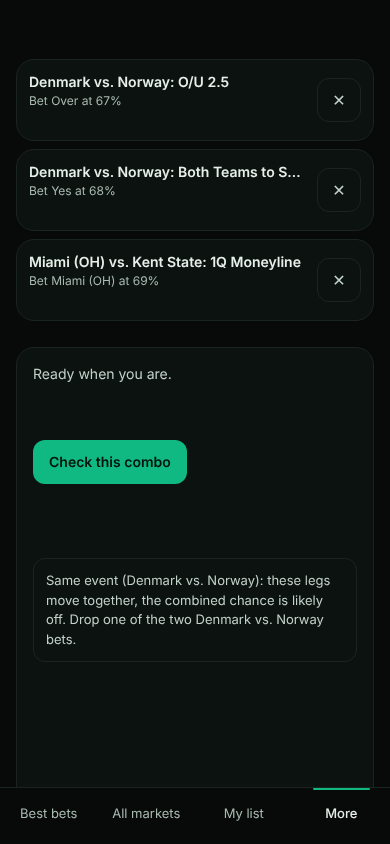 Denmark vs. Norway: O/U 2.5
Bet Over at 67%
✕
Denmark vs. Norway: Both Teams to S...
Bet Yes at 68%
✕
Miami (OH) vs. Kent State: 1Q Moneyline
Bet Miami (OH) at 69%
✕
Ready when you are.
Check this combo
Same event (Denmark vs. Norway): these legs
move together, the combined chance is likely
off. Drop one of the two Denmark vs. Norway
bets.
Best bets All markets My list More